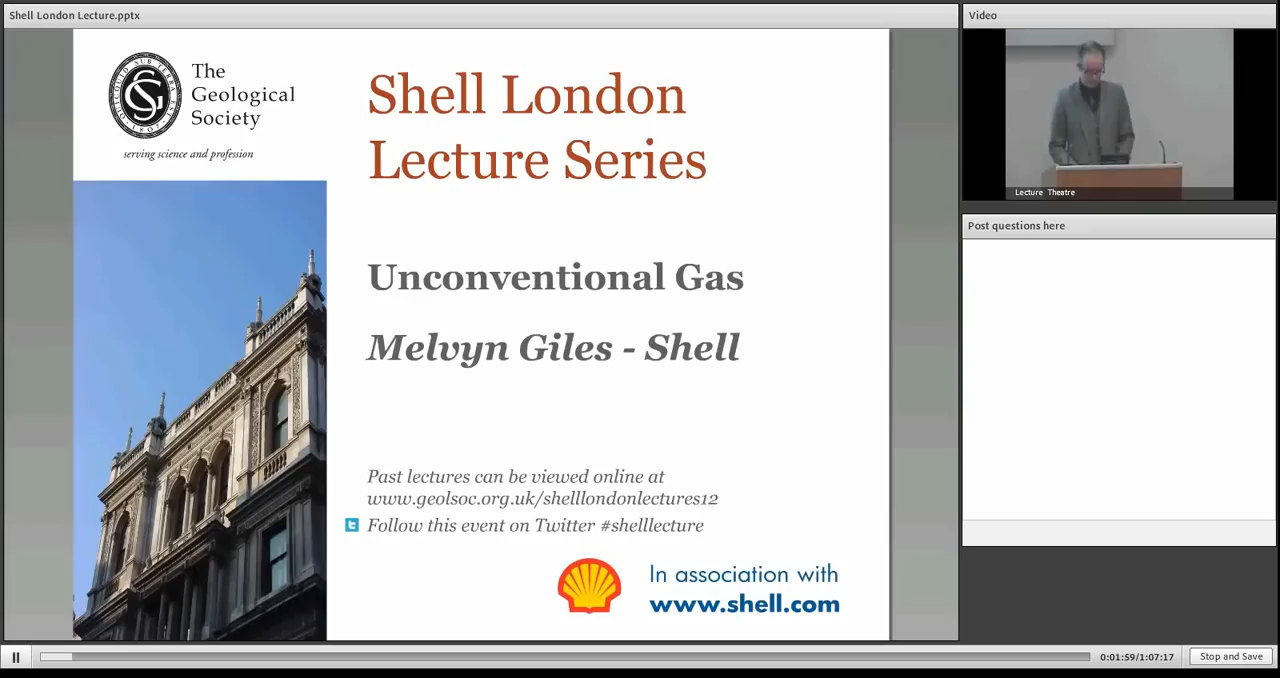 Shell London Lecture.pptx
The
Geological
Society
serving science and profession
Shell London
Lecture Series
Unconventional Gas
Melvyn Giles - Shell
Past lectures can be viewed online at
www.geolsoc.org.uk/shelllondonlectures12
Follow this event on Twitter #shelllecture
In association with
www.shell.com
Video
Lecture Theatre
Post questions here
0:01:59/1:07:17
Stop and Save